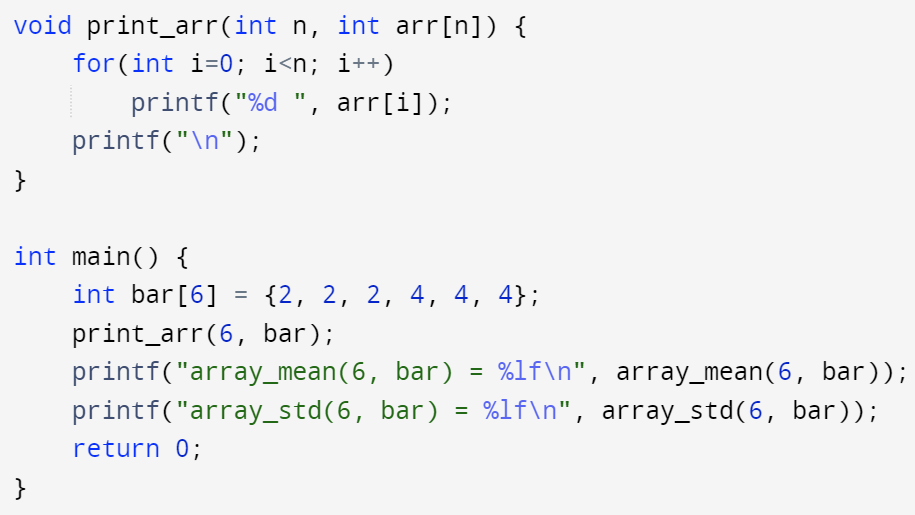 void print_arr(int n, int arr[n]) {
    for(int i=0; i<n; i++)
        printf("%d ", arr[i]);
    printf("\n");
}

int main() {
    int bar[6] = {2, 2, 2, 4, 4, 4};
    print_arr(6, bar);
    printf("array_mean(6, bar) = %lf\n", array_mean(6, bar));
    printf("array_std(6, bar) = %lf\n", array_std(6, bar));
    return 0;
}